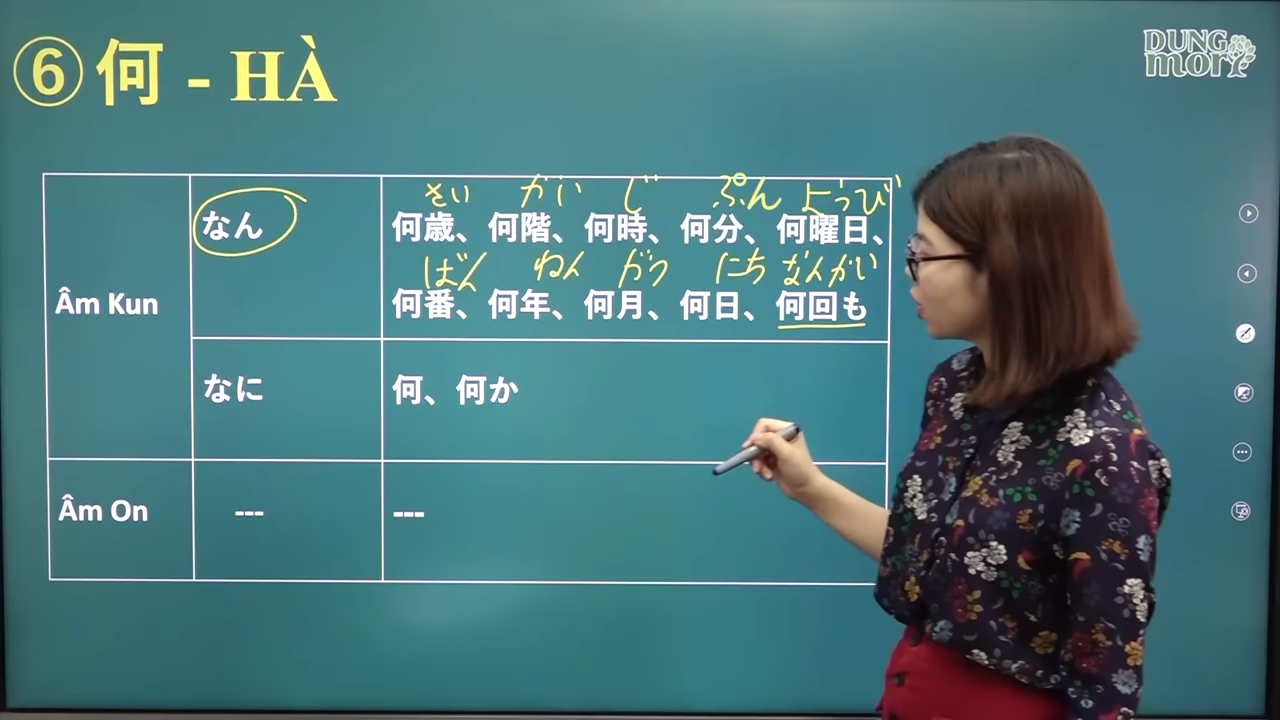 ⑥何 - HÀ
DUNG
mori
さい かい じ ぷん ようび
なん
何歳、何階、何時、何分、何曜日、
ばん ねん がつ にち なんかい
何番、何年、何月、何日、何回も
Âm Kun
なに
何、何か
Âm On
---
---